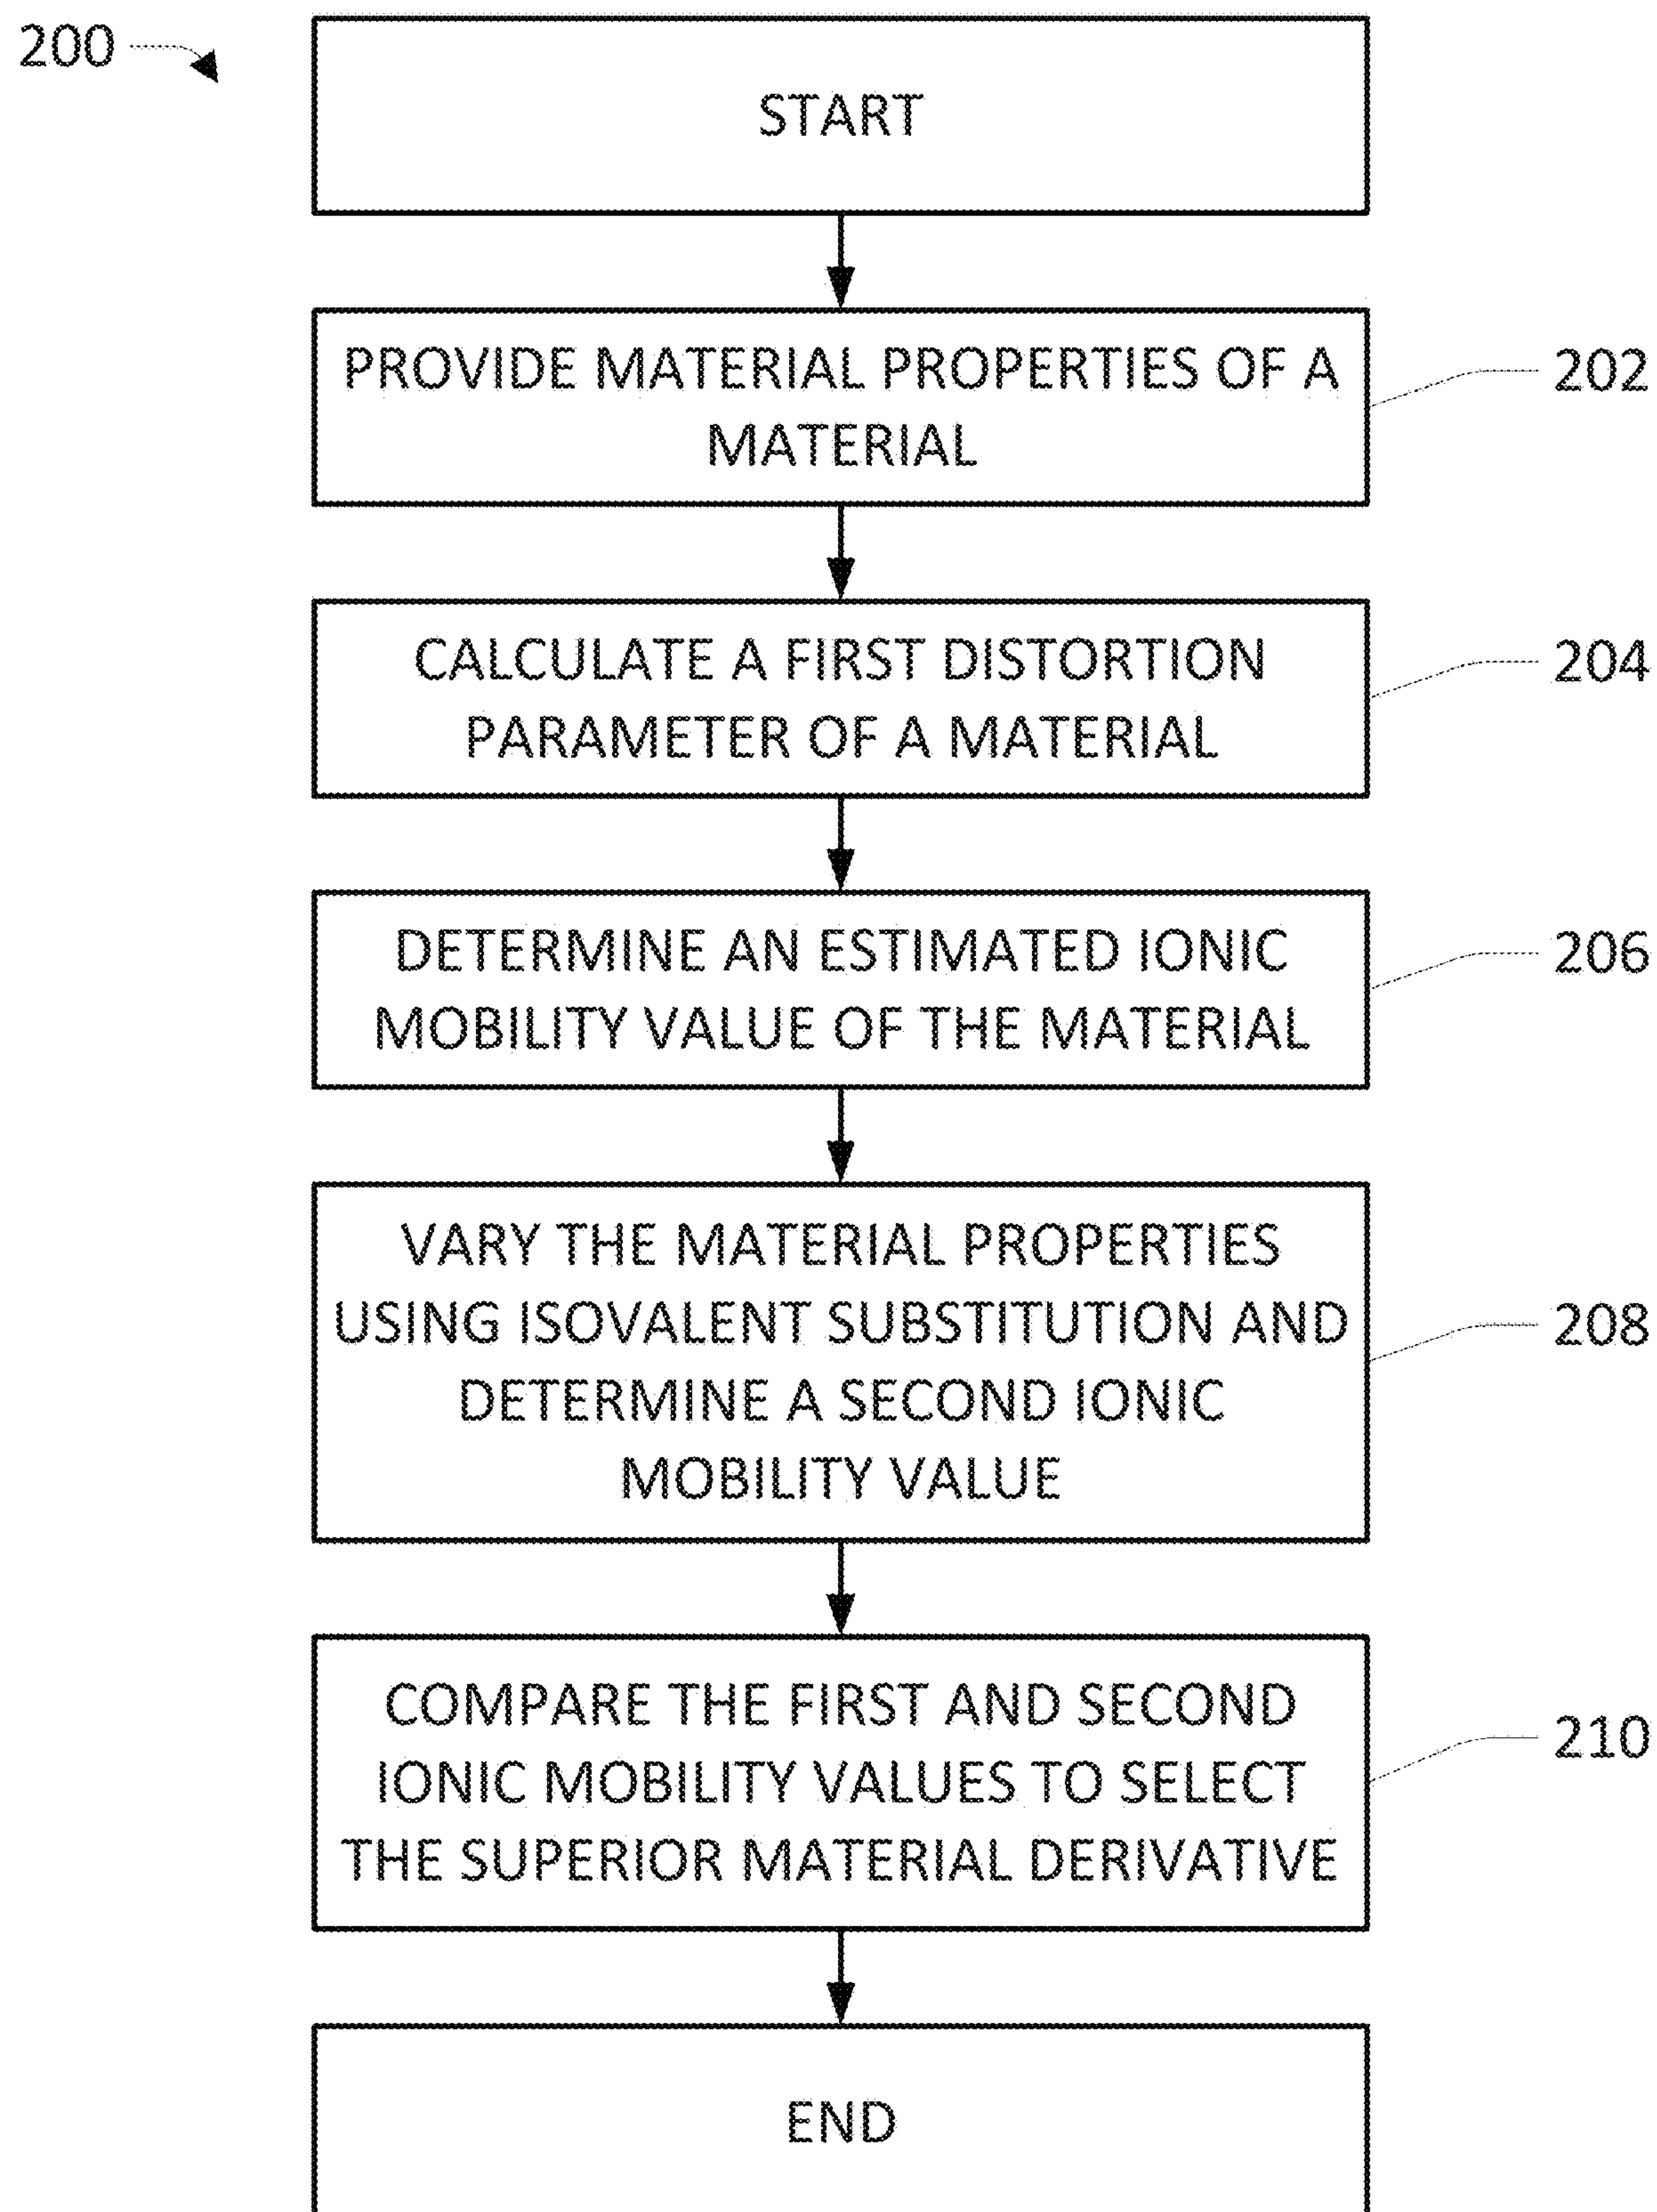 200
START
PROVIDE MATERIAL PROPERTIES OF A
MATERIAL
202
CALCULATE A FIRST DISTORTION
PARAMETER OF A MATERIAL
204
DETERMINE AN ESTIMATED IONIC
MOBILITY VALUE OF THE MATERIAL
206
VARY THE MATERIAL PROPERTIES
USING ISOVALENT SUBSTITUTION AND
DETERMINE A SECOND IONIC
MOBILITY VALUE
208
COMPARE THE FIRST AND SECOND
IONIC MOBILITY VALUES TO SELECT
THE SUPERIOR MATERIAL DERIVATIVE
210
END